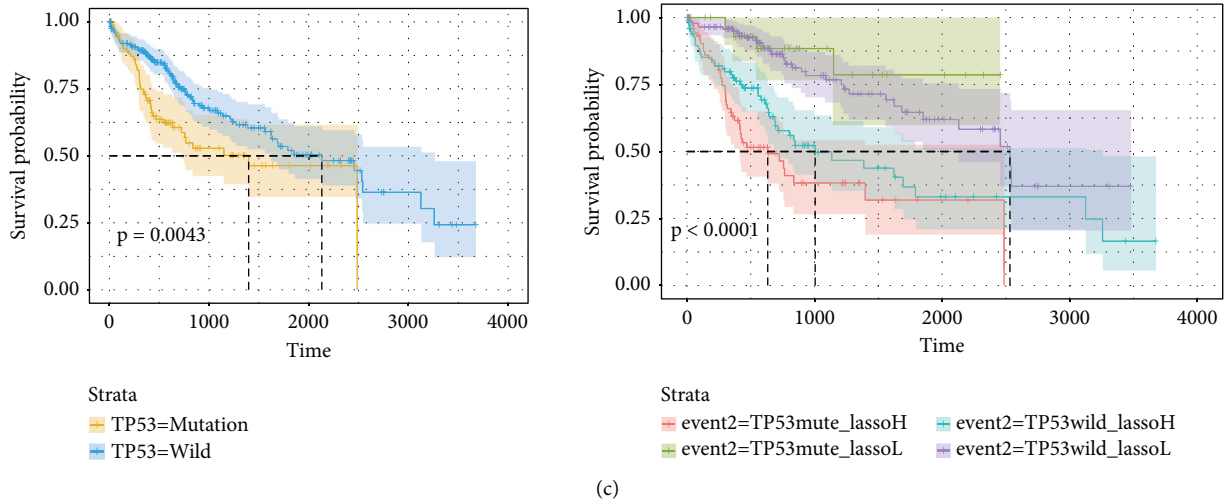 1.00
0.75
0.50
0.25
0.00
Survival probability
p = 0.0043
0 1000 2000 3000 4000
Time
Strata
TP53=Mutation
TP53=Wild
1.00
0.75
0.50
0.25
0.00
Survival probability
p < 0.0001
0 1000 2000 3000 4000
Time
Strata
event2=TP53mute_lassoH event2=TP53wild_lassoH
event2=TP53mute_lassoL event2=TP53wild_lassoL
(c)